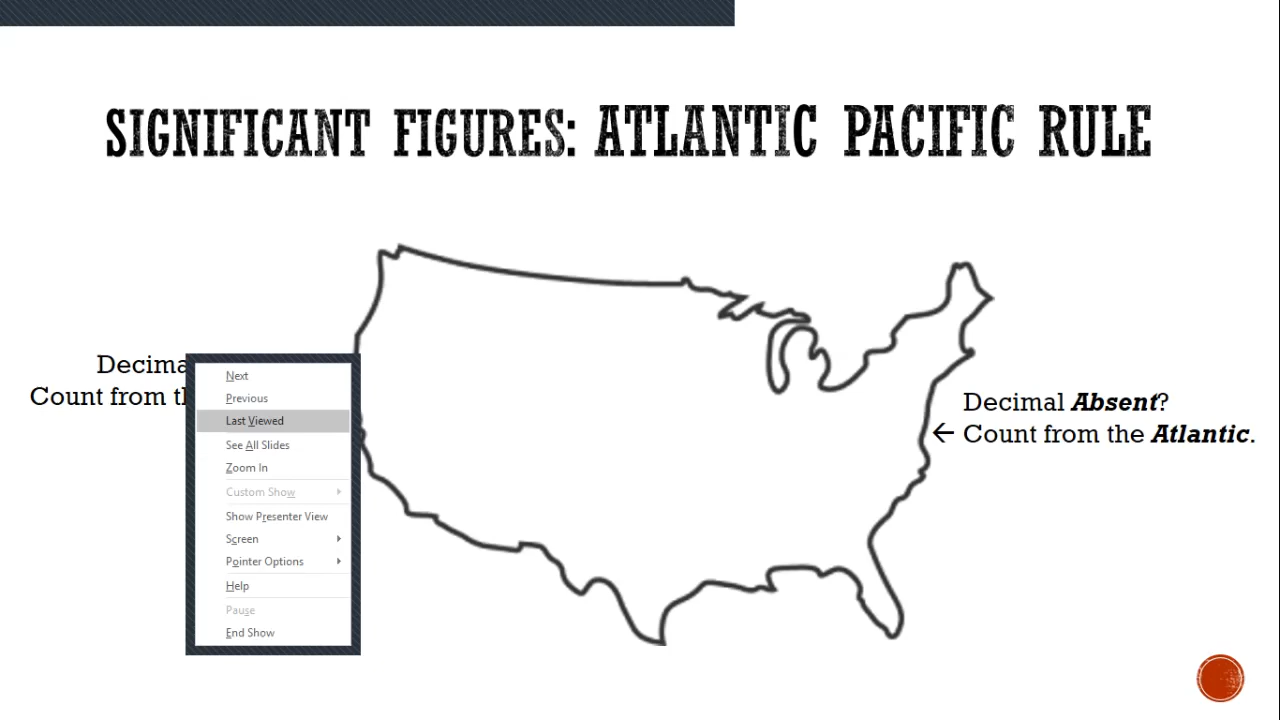 SIGNIFICANT FIGURES: ATLANTIC PACIFIC RULE
Count from
Next
Previous
Last Viewed
See All Slides
Zoom In
Custom Show
Show Presenter View
Screen
Pointer Options
Help
Pause
End Show
Decimal Absent?
← Count from the Atlantic.